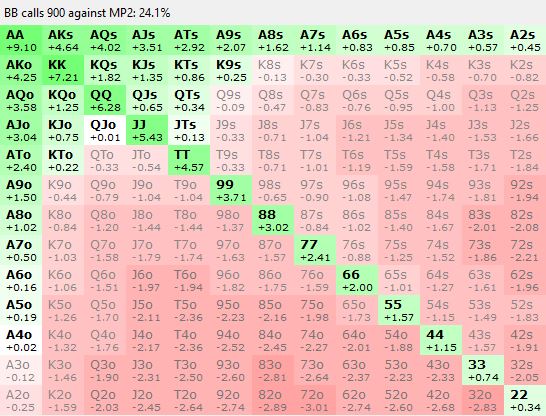 BB calls 900 against MP2: 24.1%
AA AKs AQs AJs ATs A9s A8s A7s A6s A5s A4s A3s A2s
+9.10 +4.64 +4.02 +3.51 +2.92 +2.07 +1.62 +1.14 +0.83 +0.85 +0.70 +0.57 +0.45
AKo KK KQs KJs KTs K9s K8s K7s K6s K5s K4s K3s K2s
+4.25 +7.21 +1.82 +1.35 +0.86 +0.25 -0.13 -0.30 -0.33 -0.52 -0.58 -0.70 -0.82
AQo KQo QQ QJs QTs Q9s Q8s Q7s Q6s Q5s Q4s Q3s Q2s
+3.58 +1.25 +6.28 +0.65 +0.34 -0.09 -0.47 -0.83 -0.76 -0.95 -1.00 -1.13 -1.25
AJo KJo QJo JJ JTs J9s J8s J7s J6s J5s J4s J3s J2s
+3.04 +0.75 +0.01 +5.43 +0.13 -0.33 -0.71 -1.04 -1.21 -1.34 -1.40 -1.53 -1.66
ATo KTo QTo JTo TT T9s T8s T7s T6s T5s T4s T3s T2s
+2.40 +0.22 -0.33 -0.54 +4.57 -0.33 -0.71 -1.01 -1.19 -1.59 -1.58 -1.71 -1.84
A9o K9o Q9o J9o T9o 99 98s 97s 96s 95s 94s 93s 92s
+1.50 -0.44 -0.79 -1.04 -1.04 +3.71 -0.65 -0.90 -1.08 -1.47 -1.74 -1.81 -1.94
A8o K8o Q8o J8o T8o 98o 88 87s 86s 85s 84s 83s 82s
+1.02 -0.84 -1.20 -1.44 -1.44 -1.37 +3.02 -0.84 -1.02 -1.40 -1.67 -2.01 -2.08
A7o K7o Q7o J7o T7o 97o 87o 77 76s 75s 74s 73s 72s
+0.50 -1.03 -1.58 -1.79 -1.74 -1.63 -1.57 +2.41 -0.88 -1.25 -1.52 -1.86 -2.21
A6o K6o Q6o J6o T6o 96o 86o 76o 66 65s 64s 63s 62s
+0.16 -1.06 -1.51 -1.97 -1.94 -1.82 -1.75 -1.59 +2.00 -1.01 -1.27 -1.61 -1.96
A5o K5o Q5o J5o T5o 95o 85o 75o 65o 55 54s 53s 52s
+0.19 -1.26 -1.70 -2.11 -2.36 -2.23 -2.16 -1.98 -1.73 +1.57 -1.15 -1.49 -1.83
A4o K4o Q4o J4o T4o 94o 84o 74o 64o 54o 44 43s 42s
+0.02 -1.32 -1.76 -2.17 -2.36 -2.52 -2.45 -2.27 -2.01 -1.88 +1.15 -1.57 -1.91
A3o K3o Q3o J3o T3o 93o 83o 73o 63o 53o 43o 33 32s
-0.12 -1.46 -1.90 -2.31 -2.50 -2.60 -2.81 -2.64 -2.37 -2.23 -2.33 +0.74 -2.05
A2o K2o Q2o J2o T2o 92o 82o 72o 62o 52o 42o 32o 22
-0.25 -1.59 -2.03 -2.45 -2.64 -2.74 -2.89 -3.01 -2.74 -2.60 -2.68 -2.83 +0.34